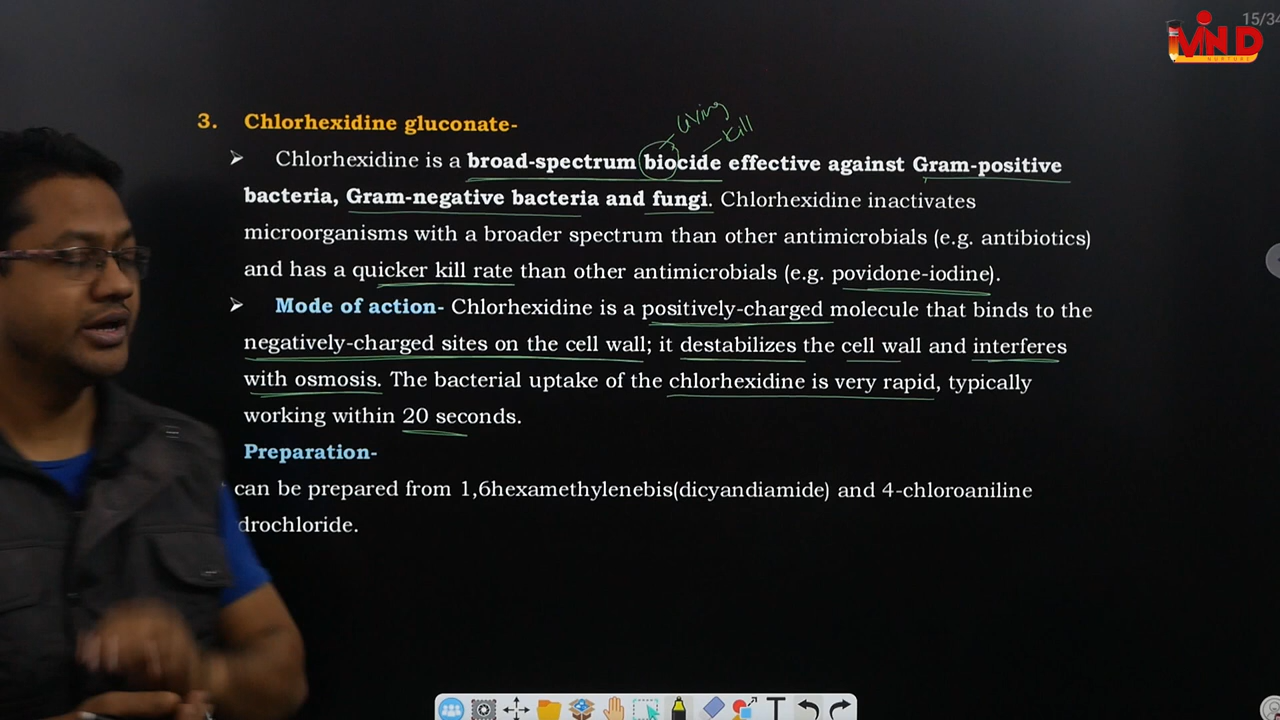 15/34
MIND
NURTURE
Living
Kill
3. Chlorhexidine gluconate-
Chlorhexidine is a broad-spectrum biocide effective against Gram-positive
bacteria, Gram-negative bacteria and fungi. Chlorhexidine inactivates
microorganisms with a broader spectrum than other antimicrobials (e.g. antibiotics)
and has a quicker kill rate than other antimicrobials (e.g. povidone-iodine).
Mode of action- Chlorhexidine is a positively-charged molecule that binds to the
negatively-charged sites on the cell wall; it destabilizes the cell wall and interferes
with osmosis. The bacterial uptake of the chlorhexidine is very rapid, typically
working within 20 seconds.
Preparation-
can be prepared from 1,6hexamethylenebis(dicyandiamide) and 4-chloroaniline
drochloride.
T